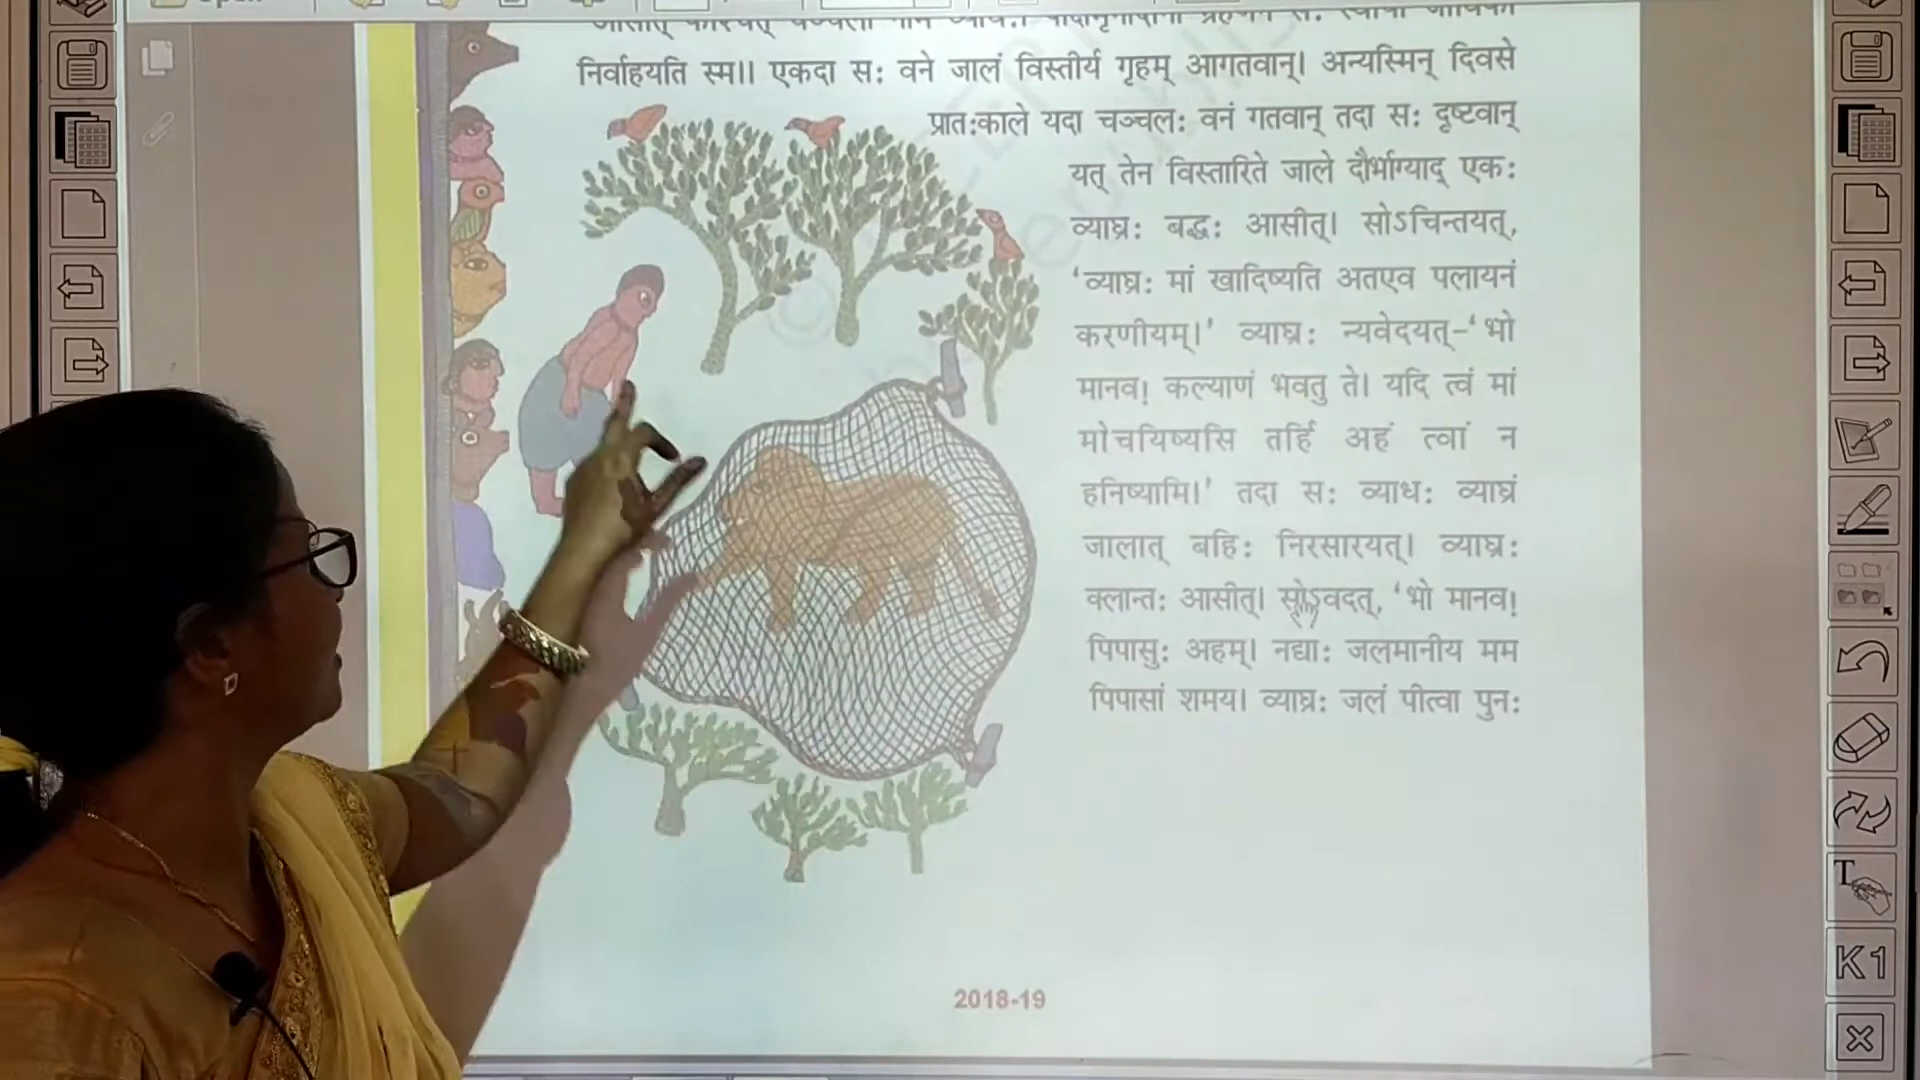 निर्वाहयति स्म।। एकदा सः वने जालं विस्तीर्य गृहम् आगतवान्। अन्यस्मिन् दिवसे
प्रातःकाले यदा चञ्चलः वनं गतवान् तदा सः दृष्टवान्
यत् तेन विस्तारिते जाले दौर्भाग्याद् एकः
व्याघ्रः बद्धः आसीत्। सोऽचिन्तयत्,
‘व्याघ्रः मां खादिष्यति अतएव पलायनं
करणीयम्।’ व्याघ्रः न्यवेदयत्-‘भो
मानव! कल्याणं भवतु ते। यदि त्वं मां
मोचयिष्यसि तर्हि अहं त्वां न
हनिष्यामि।’ तदा सः व्याधः व्याघ्रं
जालात् बहिः निरसारयत्। व्याघ्रः
क्लान्तः आसीत्। सोऽवदत्, ‘भो मानव!
पिपासुः अहम्। नद्याः जलमानीय मम
पिपासां शमय। व्याघ्रः जलं पीत्वा पुनः
2018-19
T
K1